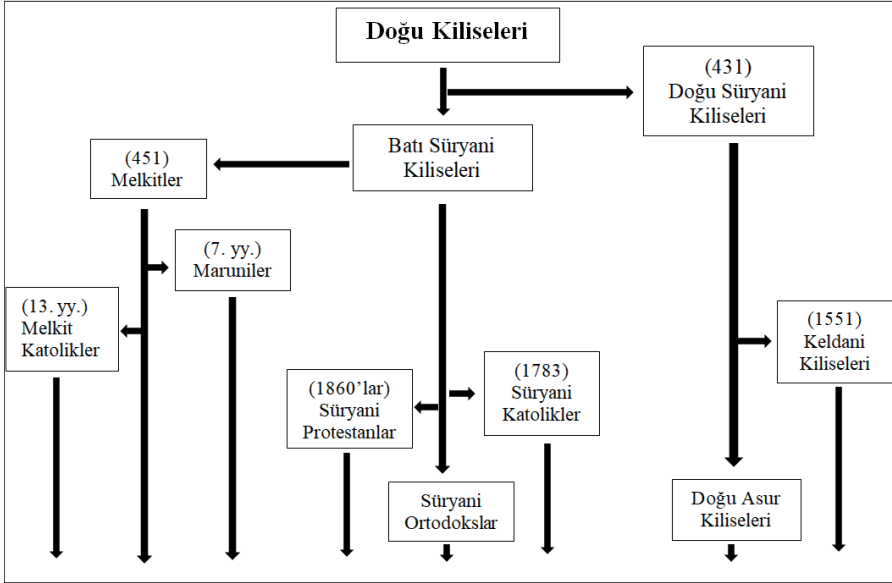 Doğu Kiliseleri
(431)
Doğu Süryani
Kiliseleri
Batı Süryani
Kiliseleri
(451)
Melkitler
(7. yy.)
Maruniler
(13. yy.)
Melkit
Katolikler
(1551)
Keldani
Kiliseleri
(1860’lar)
Süryani
Protestanlar
(1783)
Süryani
Katolikler
Süryani
Ortodokslar
Doğu Asur
Kiliseleri